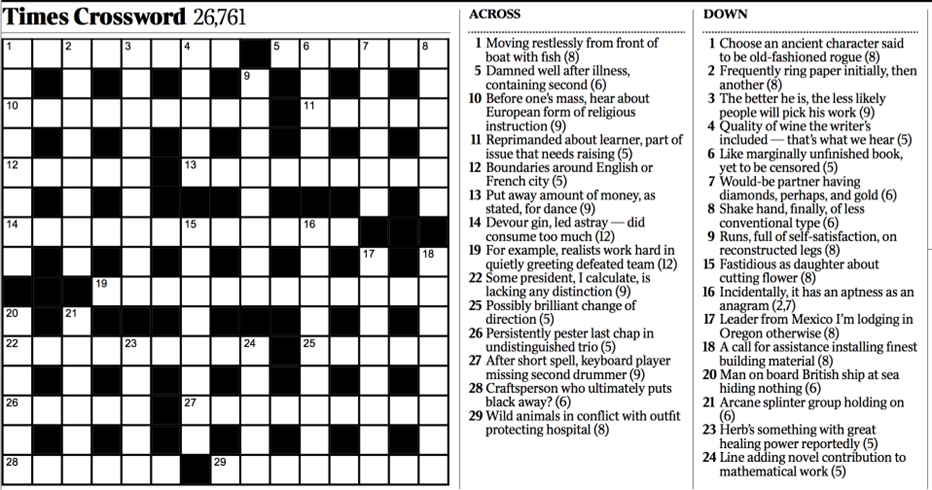 Times Crossword 26,761
1 2 3 4 5 6 7 8
9
10 11
12 13
14 15 16
17 18
19
20 21
22 23 24 25
26 27
28 29
ACROSS
1 Moving restlessly from front of
boat with fish (8)
5 Damned well after illness,
containing second (6)
10 Before one's mass, hear about
European form of religious
instruction (9)
11 Reprimanded about learner, part of
issue that needs raising (5)
12 Boundaries around English or
French city (5)
13 Put away amount of money, as
stated, for dance (9)
14 Devour gin, led astray — did
consume too much (12)
19 For example, realists work hard in
quietly greeting defeated team (12)
22 Some president, I calculate, is
lacking any distinction (9)
25 Possibly brilliant change of
direction (5)
26 Persistently pester last chap in
undistinguished trio (5)
27 After short spell, keyboard player
missing second drummer (9)
28 Craftsperson who ultimately puts
black away? (6)
29 Wild animals in conflict with outfit
protecting hospital (8)
DOWN
1 Choose an ancient character said
to be old-fashioned rogue (8)
2 Frequently ring paper initially, then
another (8)
3 The better he is, the less likely
people will pick his work (9)
4 Quality of wine the writer's
included — that's what we hear (5)
6 Like marginally unfinished book,
yet to be censored (5)
7 Would-be partner having
diamonds, perhaps, and gold (6)
8 Shake hand, finally, of less
conventional type (6)
9 Runs, full of self-satisfaction, on
reconstructed legs (8)
15 Fastidious as daughter about
cutting flower (8)
16 Incidentally, it has an aptness as an
anagram (2,7)
17 Leader from Mexico I'm lodging in
Oregon otherwise (8)
18 A call for assistance installing finest
building material (8)
20 Man on board British ship at sea
hiding nothing (6)
21 Arcane splinter group holding on
(6)
23 Herb's something with great
healing power reportedly (5)
24 Line adding novel contribution to
mathematical work (5)